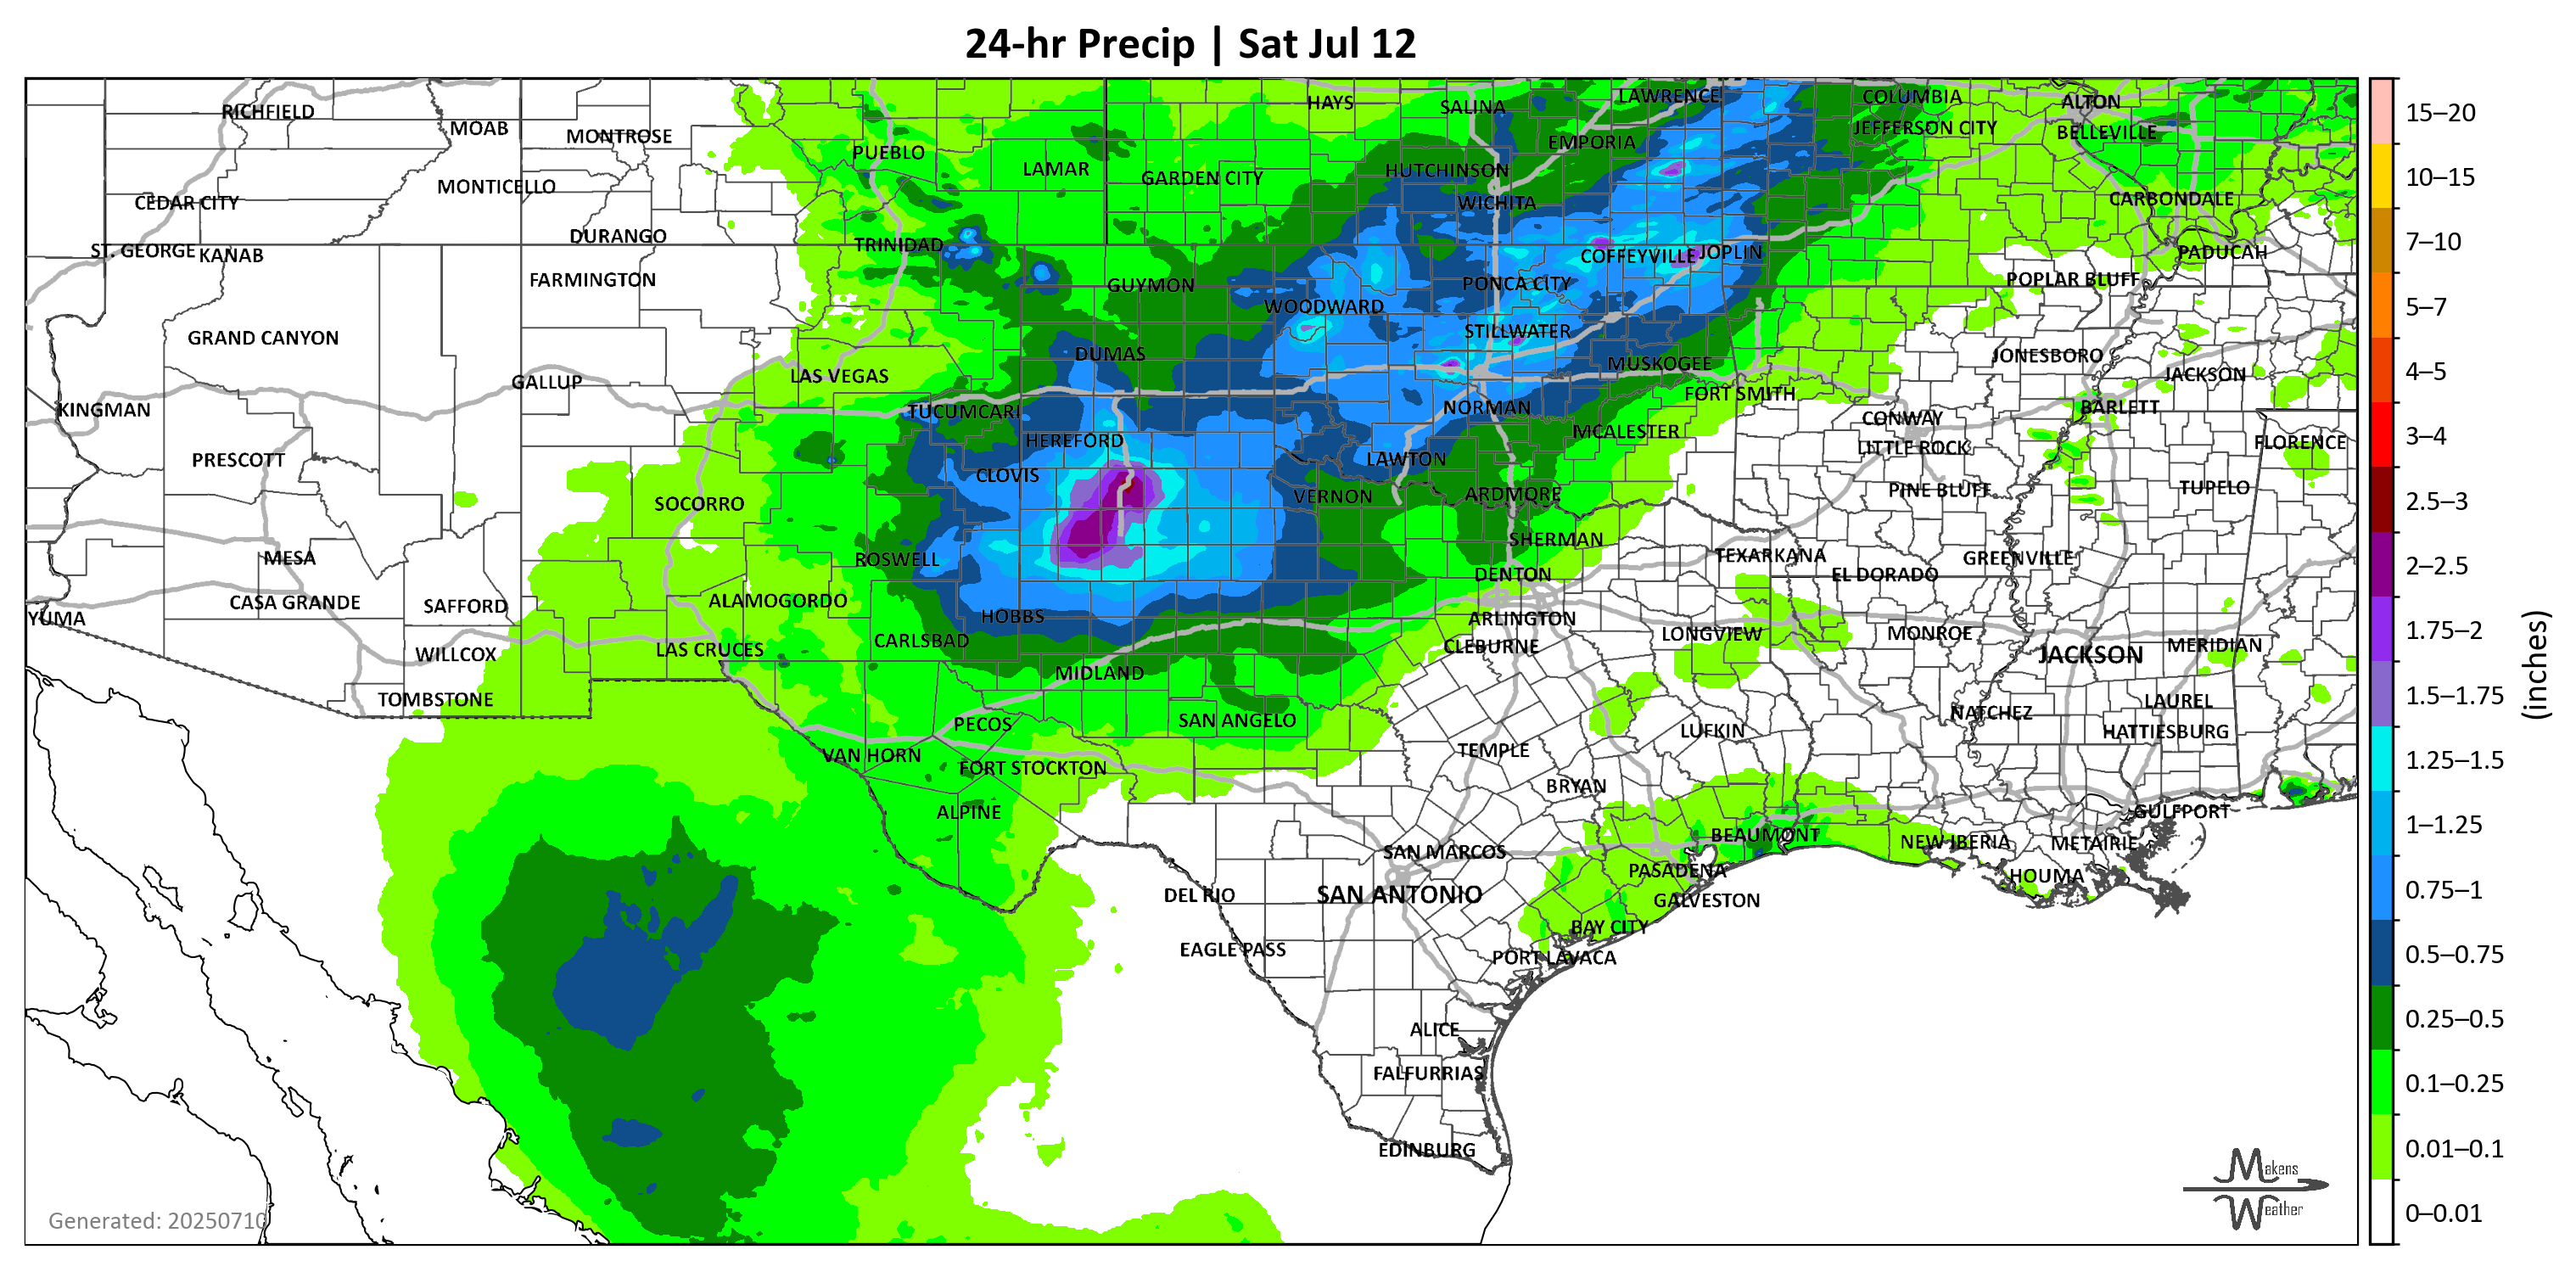 24-hr Precip | Sat Jul 12
RICHFIELD
MOAB
MONTROSE
PUEBLO
LAMAR
GARDEN CITY
HAYS
SALINA
LAWRENCE
COLUMBIA
ALTON
EMPORIA
JEFFERSON CITY
BELLEVILLE
HUTCHINSON
MONTICELLO
CEDAR CITY
WICHITA
CARBONDALE
DURANGO
TRINIDAD
ST. GEORGE
KANAB
COFFEYVILLE
JOPLIN
PADUCAH
FARMINGTON
GUYMON
PONCA CITY
POPLAR BLUFF
WOODWARD
GRAND CANYON
STILLWATER
DUMAS
JONESBORO
MUSKOGEE
LAS VEGAS
GALLUP
JACKSON
FORT SMITH
KINGMAN
TUCUMCARI
NORMAN
BARLETT
CONWAY
MCALESTER
HEREFORD
LITTLE ROCK
FLORENCE
PRESCOTT
LAWTON
CLOVIS
SOCORRO
VERNON
ARDMORE
PINE BLUFF
TUPELO
SHERMAN
MESA
ROSWELL
TEXARKANA
GREENVILLE
DENTON
EL DORADO
CASA GRANDE
SAFFORD
ALAMOGORDO
YUMA
HOBBS
ARLINGTON
LONGVIEW
MONROE
CARLSBAD
CLEBURNE
JACKSON
MERIDIAN
WILLCOX
LAS CRUCES
MIDLAND
TOMBSTONE
LAUREL
NATCHEZ
PECOS
SAN ANGELO
LUFKIN
HATTIESBURG
VAN HORN
TEMPLE
FORT STOCKTON
BRYAN
ALPINE
GULFPORT
BEAUMONT
NEW IBERIA
METAIRIE
SAN MARCOS
PASADENA
HOUMA
DEL RIO
SAN ANTONIO
GALVESTON
BAY CITY
EAGLE PASS
PORT LAVACA
ALICE
FALFURRIAS
EDINBURG
Generated: 20250710
Makens
Weather
15–20
10–15
7–10
5–7
4–5
3–4
2.5–3
2–2.5
1.75–2
1.5–1.75
1.25–1.5
1–1.25
0.75–1
0.5–0.75
0.25–0.5
0.1–0.25
0.01–0.1
0–0.01
(inches)